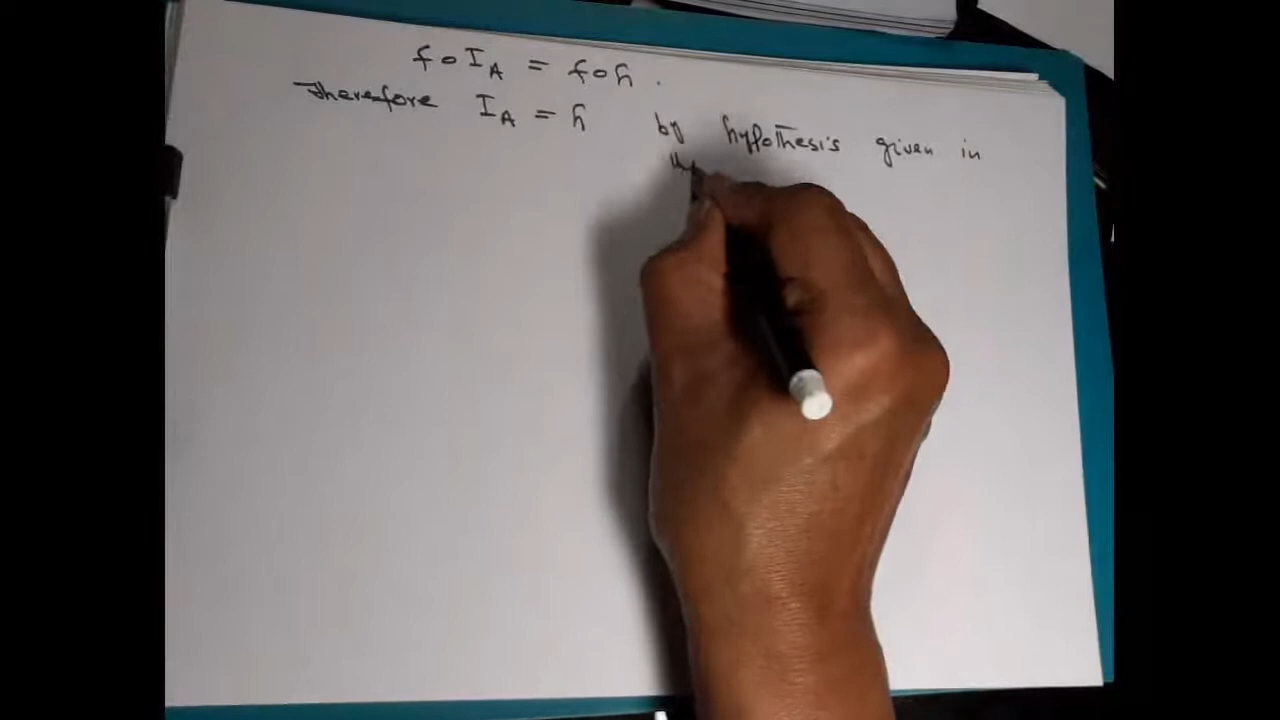 f o I_A = f o h .
Therefore I_A = h by hypothesis given in